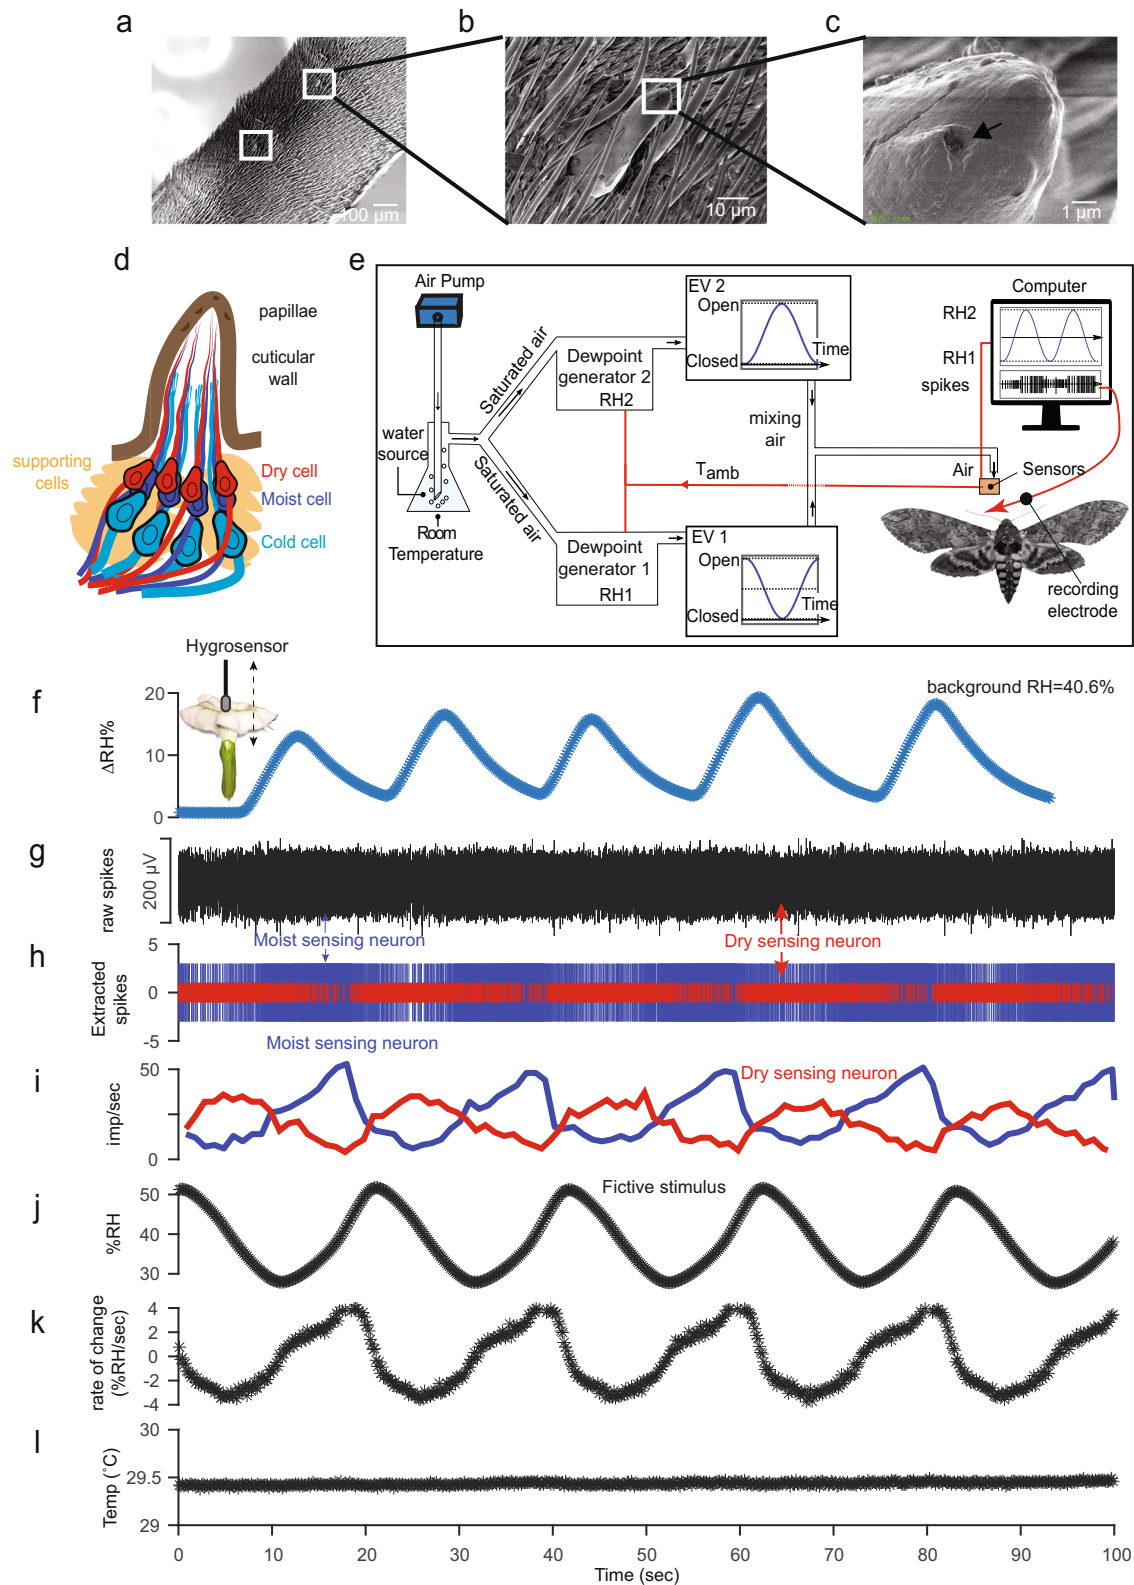 a
b
c
100 µm
10 µm
1 µm
d
e
papillae
cuticular
wall
supporting
cells
Dry cell
Moist cell
Cold cell
Air Pump
water
source
Room
Temperature
Saturated air
Saturated air
Dewpoint
generator 2
RH2
Dewpoint
generator 1
RH1
EV 2
Open
Closed
Time
EV 1
Open
Closed
Time
mixing
air
Tamb
Computer
RH2
RH1
spikes
Air
Sensors
recording
electrode
Hygrosensor
f
background RH=40.6%
ΔRH%
20
10
0
g
raw spikes
200 µV
Moist sensing neuron
Dry sensing neuron
h
Extracted
spikes
5
0
-5
Moist sensing neuron
i
Dry sensing neuron
imp/sec
50
0
j
Fictive stimulus
%RH
50
40
30
k
rate of change
(%RH/sec)
4
2
0
-2
-4
l
Temp (˚C)
30
29.5
29
0 10 20 30 40 50 60 70 80 90 100
Time (sec)